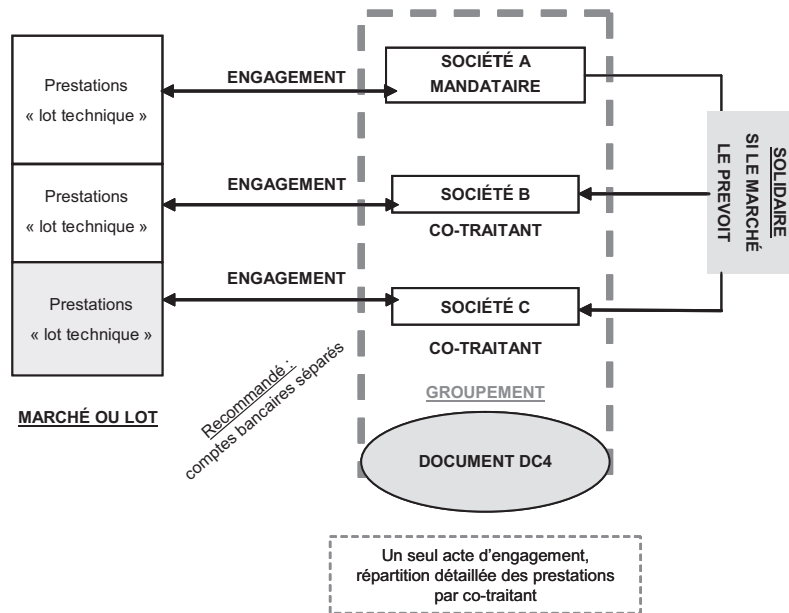 Prestations
« lot technique »
ENGAGEMENT
SOCIÉTÉ A
MANDATAIRE
Prestations
« lot technique »
ENGAGEMENT
SOCIÉTÉ B
CO-TRAITANT
SOLIDAIRE
SI LE MARCHÉ
LE PREVOIT
Prestations
« lot technique »
ENGAGEMENT
SOCIÉTÉ C
CO-TRAITANT
MARCHÉ OU LOT
Recommandé :
comptes bancaires séparés
GROUPEMENT
DOCUMENT DC4
Un seul acte d’engagement,
répartition détaillée des prestations
par co-traitant